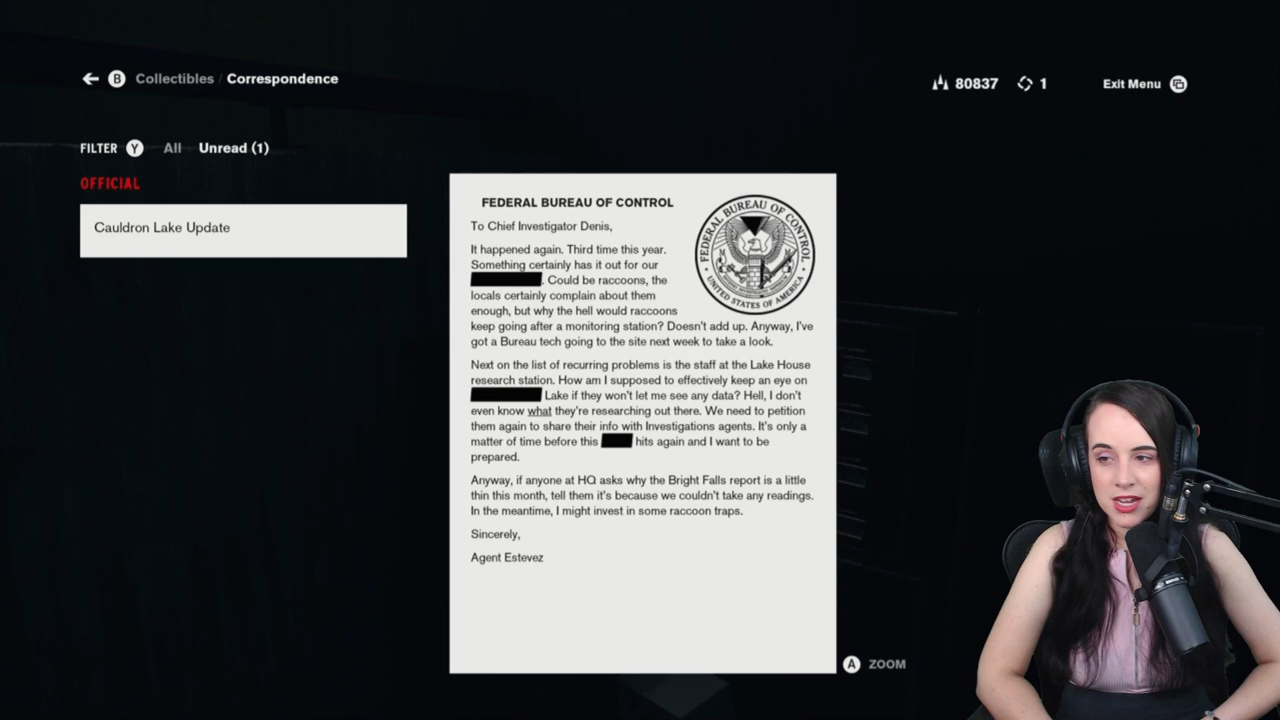 B Collectibles / Correspondence
80837 1 Exit Menu
FILTER Y All Unread (1)
OFFICIAL
Cauldron Lake Update
FEDERAL BUREAU OF CONTROL
FEDERAL BUREAU OF CONTROL
UNITED STATES OF AMERICA
To Chief Investigator Denis,
It happened again. Third time this year.
Something certainly has it out for our
. Could be raccoons, the
locals certainly complain about them
enough, but why the hell would raccoons
keep going after a monitoring station? Doesn't add up. Anyway, I've
got a Bureau tech going to the site next week to take a look.
Next on the list of recurring problems is the staff at the Lake House
research station. How am I supposed to effectively keep an eye on
Lake if they won't let me see any data? Hell, I don't
even know what they're researching out there. We need to petition
them again to share their info with Investigations agents. It's only a
matter of time before this hits again and I want to be
prepared.
Anyway, if anyone at HQ asks why the Bright Falls report is a little
thin this month, tell them it's because we couldn't take any readings.
In the meantime, I might invest in some raccoon traps.
Sincerely,
Agent Estevez
A ZOOM